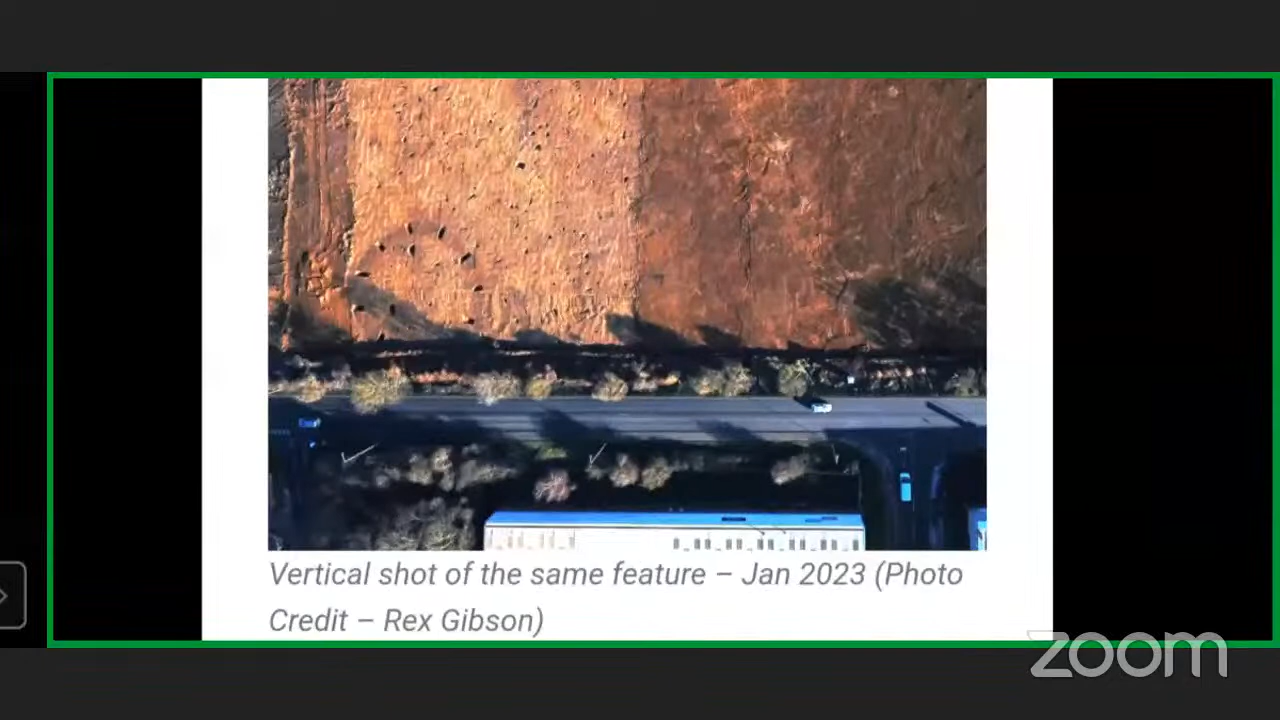 Vertical shot of the same feature – Jan 2023 (Photo
Credit – Rex Gibson)
zoom